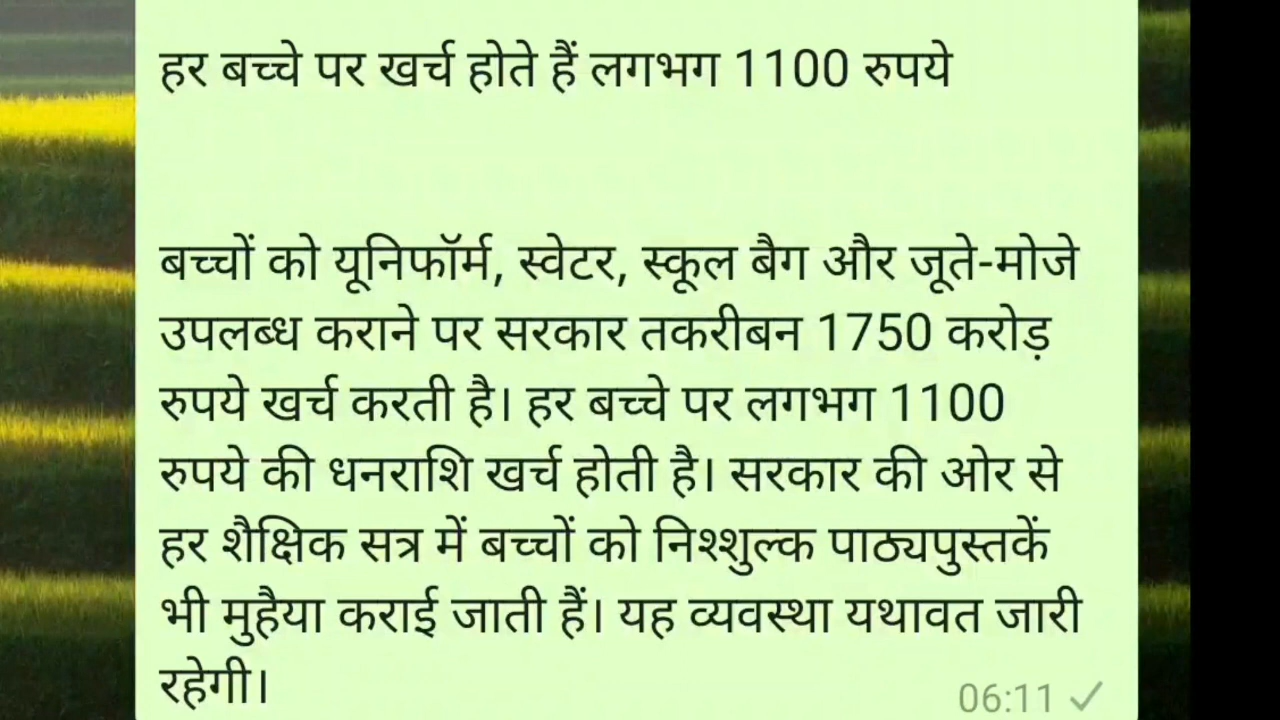 हर बच्चे पर खर्च होते हैं लगभग 1100 रुपये
बच्चों को यूनिफॉर्म, स्वेटर, स्कूल बैग और जूते-मोजे
उपलब्ध कराने पर सरकार तकरीबन 1750 करोड़
रुपये खर्च करती है। हर बच्चे पर लगभग 1100
रुपये की धनराशि खर्च होती है। सरकार की ओर से
हर शैक्षिक सत्र में बच्चों को निश्शुल्क पाठ्यपुस्तकें
भी मुहैया कराई जाती हैं। यह व्यवस्था यथावत जारी
रहेगी।
06:11